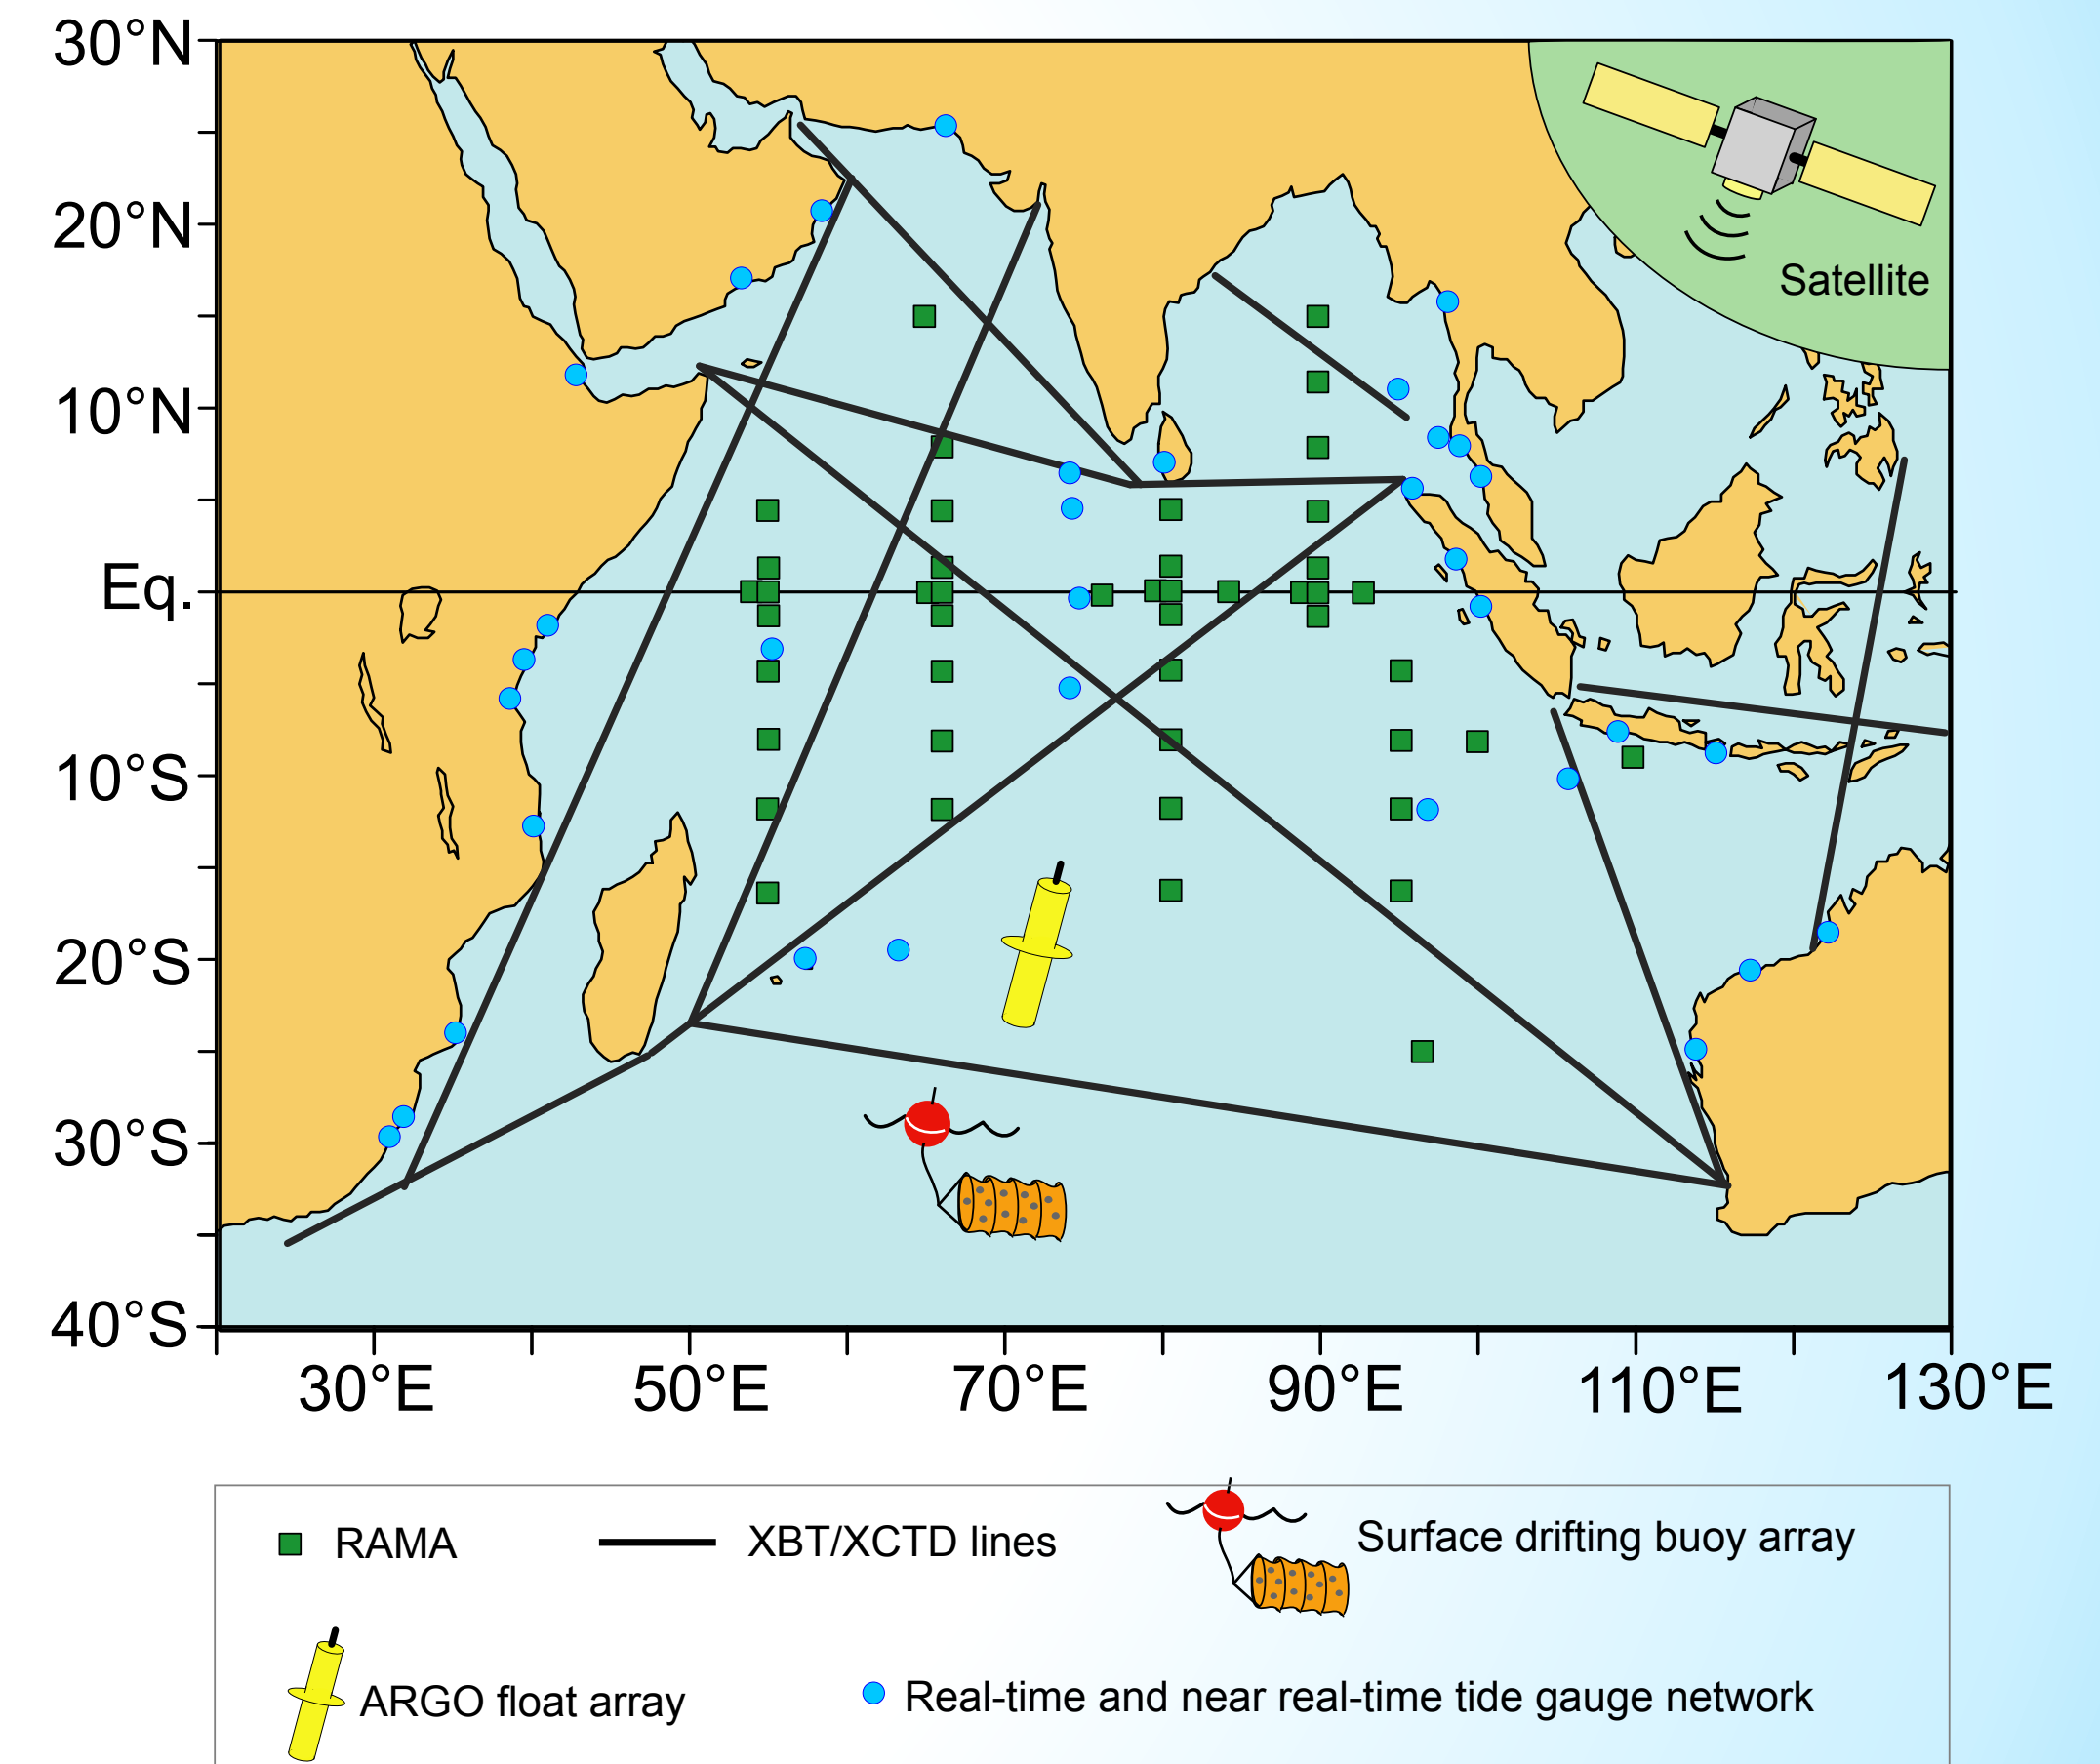 30°N
20°N
10°N
Eq.
10°S
20°S
30°S
40°S
Satellite
30°E
50°E
70°E
90°E
110°E
130°E
RAMA
XBT/XCTD lines
Surface drifting buoy array
ARGO float array
Real-time and near real-time tide gauge network